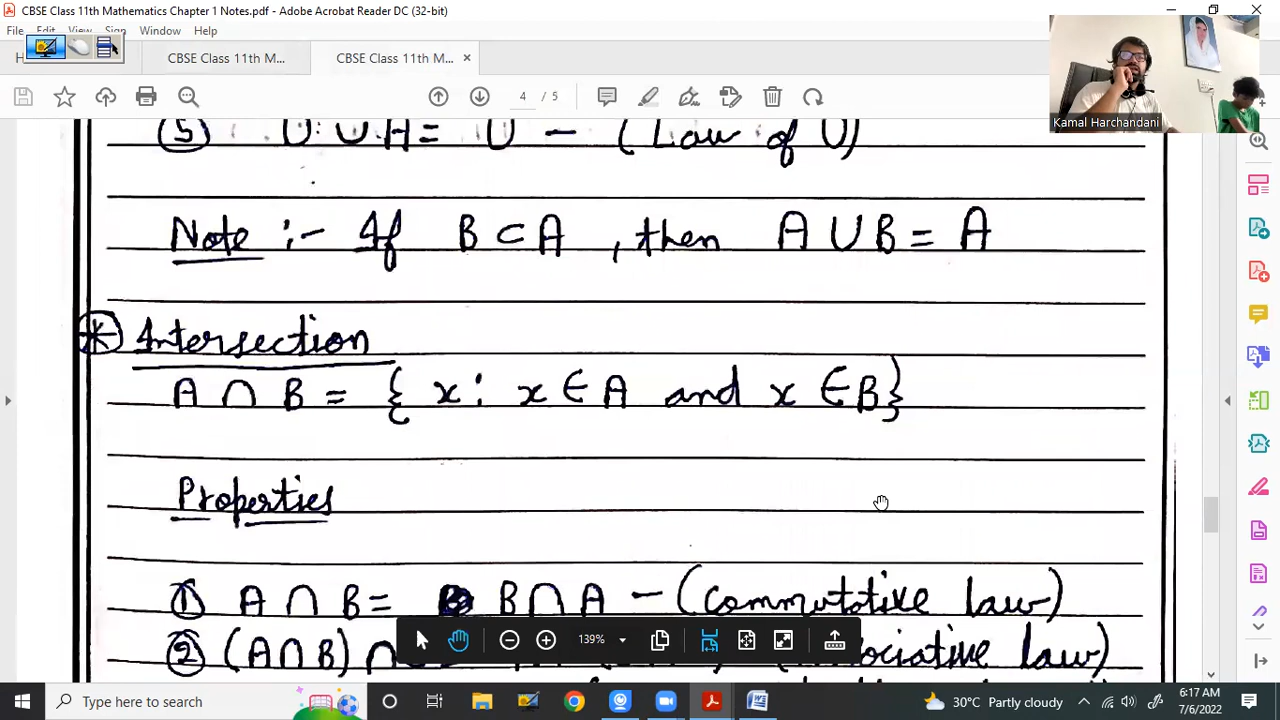 CBSE Class 11th Mathematics Chapter 1 Notes.pdf - Adobe Acrobat Reader DC (32-bit)
File Edit View Sign Window Help
H CBSE Class 11th M... CBSE Class 11th M... ×
4 / 5
Kamal Harchandani
⑤ U ∪ A = U - (Law of U)
Note :- If B ⊂ A, then A ∪ B = A
* Intersection
A ∩ B = { x : x ∈ A and x ∈ B}
Properties
① A ∩ B = B ∩ A - (commutative law)
② (A ∩ B) ∩ ociative law)
139%
Type here to search
30°C Partly cloudy
6:17 AM
7/6/2022